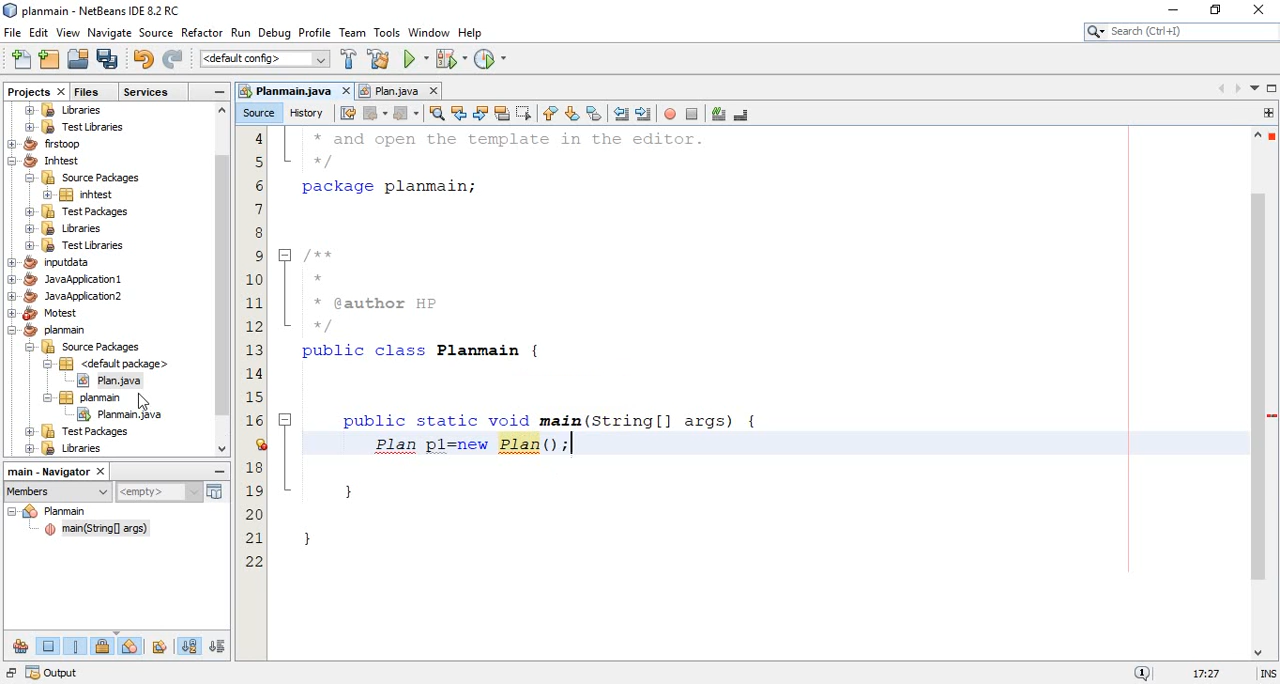 planmain - NetBeans IDE 8.2 RC
File Edit View Navigate Source Refactor Run Debug Profile Team Tools Window Help
Search (Ctrl+I)
<default config>
Projects Files Services
Planmain.java Plan.java
Source History
Libraries
Test Libraries
firstoop
Inhtest
Source Packages
inhtest
Test Packages
Libraries
Test Libraries
inputdata
JavaApplication1
JavaApplication2
Motest
planmain
Source Packages
<default package>
Plan.java
planmain
Planmain.java
Test Packages
Libraries
4 * and open the template in the editor.
5 */
6 package planmain;
7
8
9 /**
10 *
11 * @author HP
12 */
13 public class Planmain {
14
15
16 public static void main(String[] args) {
Plan p1=new Plan();
18
19 }
20
21 }
22
main - Navigator
Members <empty>
Planmain
main(String[] args)
Output
1 17:27 INS